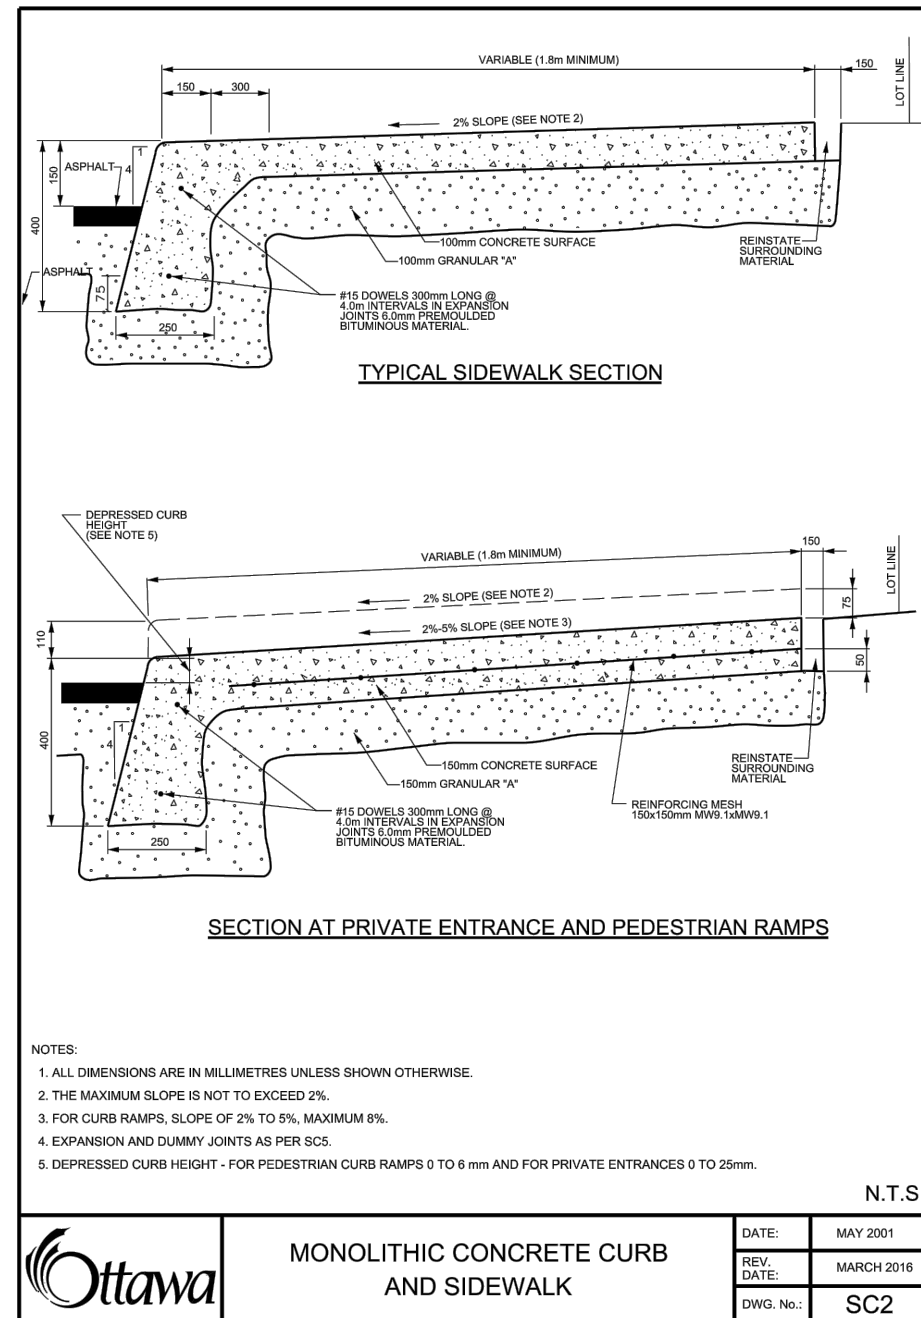 VARIABLE (1.8m MINIMUM)
150
LOT LINE
150
300
2% SLOPE (SEE NOTE 2)
1
4
ASPHALT
150
400
ASPHALT
75
250
100mm CONCRETE SURFACE
100mm GRANULAR "A"
REINSTATE
SURROUNDING
MATERIAL
#15 DOWELS 300mm LONG @
4.0m INTERVALS IN EXPANSION
JOINTS 6.0mm PREMOULDED
BITUMINOUS MATERIAL.
TYPICAL SIDEWALK SECTION
DEPRESSED CURB
HEIGHT
(SEE NOTE 5)
VARIABLE (1.8m MINIMUM)
150
LOT LINE
2% SLOPE (SEE NOTE 2)
75
2%-5% SLOPE (SEE NOTE 3)
110
50
400
1
4
150mm CONCRETE SURFACE
150mm GRANULAR "A"
REINSTATE
SURROUNDING
MATERIAL
REINFORCING MESH
150x150mm MW9.1xMW9.1
#15 DOWELS 300mm LONG @
4.0m INTERVALS IN EXPANSION
JOINTS 6.0mm PREMOULDED
BITUMINOUS MATERIAL.
250
SECTION AT PRIVATE ENTRANCE AND PEDESTRIAN RAMPS
NOTES:
1. ALL DIMENSIONS ARE IN MILLIMETRES UNLESS SHOWN OTHERWISE.
2. THE MAXIMUM SLOPE IS NOT TO EXCEED 2%.
3. FOR CURB RAMPS, SLOPE OF 2% TO 5%, MAXIMUM 8%.
4. EXPANSION AND DUMMY JOINTS AS PER SC5.
5. DEPRESSED CURB HEIGHT - FOR PEDESTRIAN CURB RAMPS 0 TO 6 mm AND FOR PRIVATE ENTRANCES 0 TO 25mm.
N.T.S
Ottawa
MONOLITHIC CONCRETE CURB
AND SIDEWALK
DATE: MAY 2001
REV.
DATE: MARCH 2016
DWG. No.: SC2